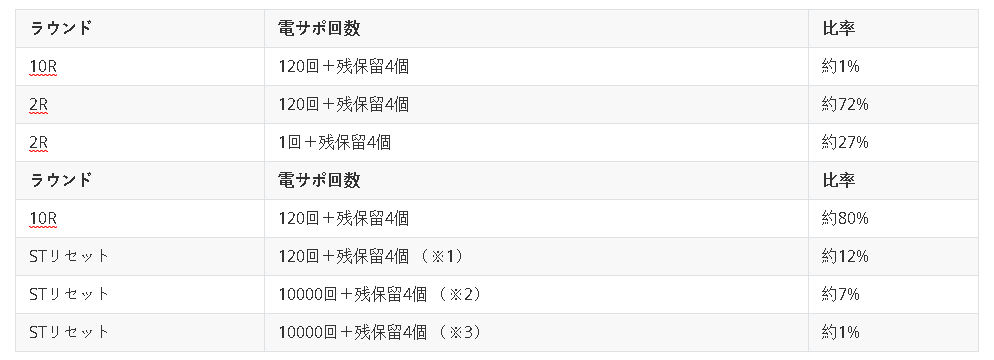 ラウンド 電サポ回数 比率
10R 120回＋残保留4個 約1%
2R 120回＋残保留4個 約72%
2R 1回＋残保留4個 約27%
ラウンド 電サポ回数 比率
10R 120回＋残保留4個 約80%
STリセット 120回＋残保留4個 （※1） 約12%
STリセット 10000回＋残保留4個 （※2） 約7%
STリセット 10000回＋残保留4個 （※3） 約1%